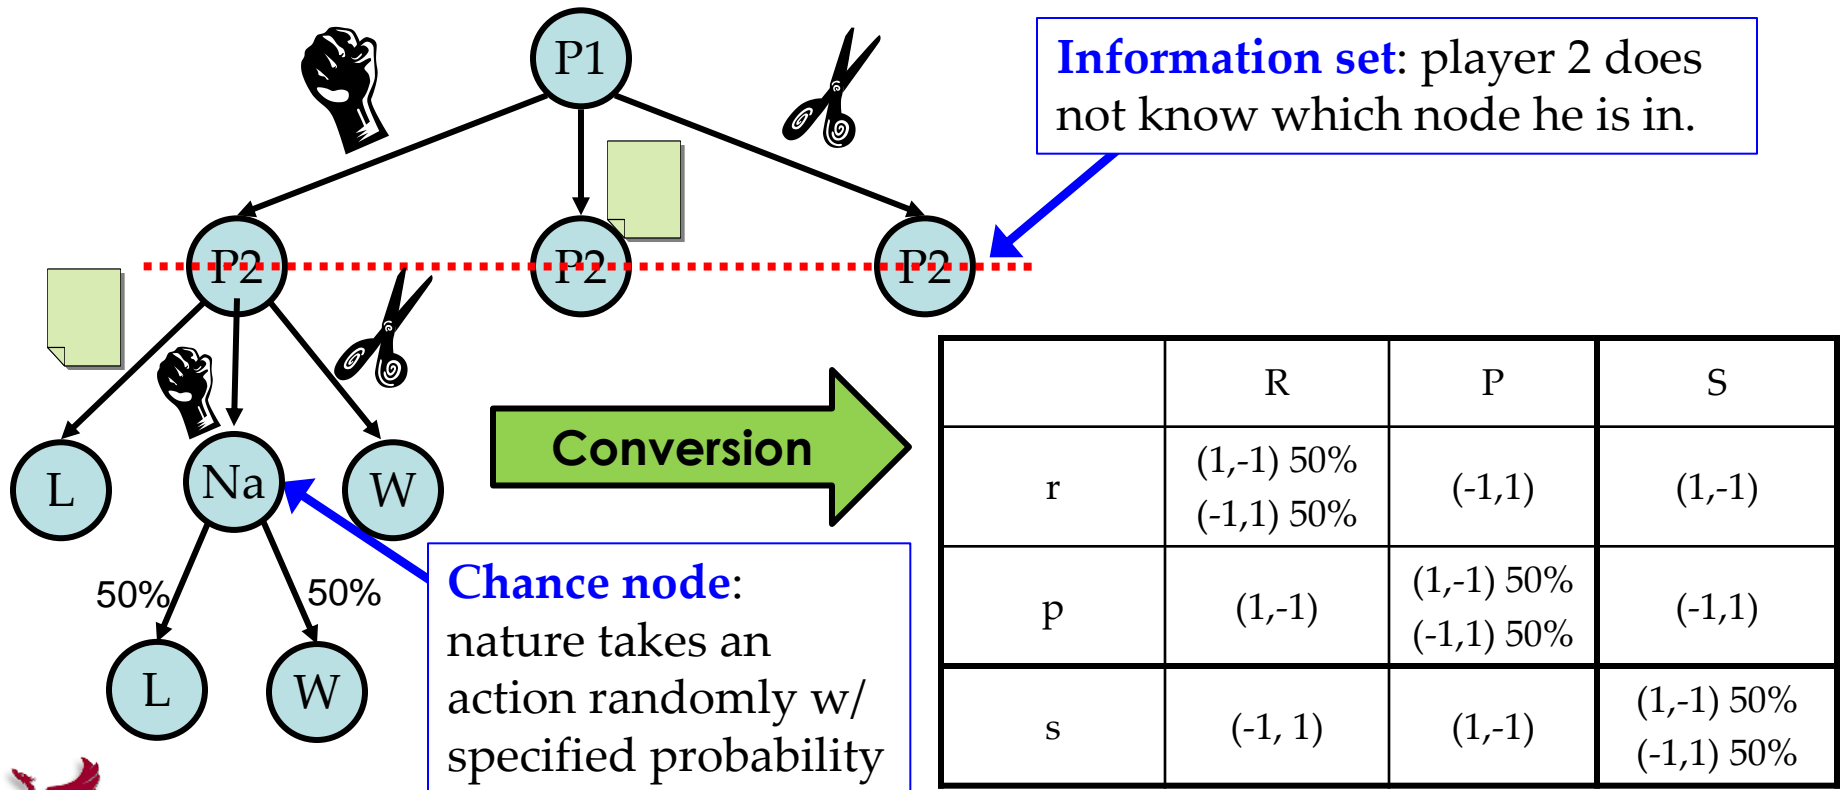 P1
Information set: player 2 does
not know which node he is in.
P2
P2
P2
L
Na
W
50%
50%
L
W
Conversion
Chance node:
nature takes an
action randomly w/
specified probability
R P S
r (1,-1) 50% (-1,1) 50% (-1,1) (1,-1)
p (1,-1) (1,-1) 50% (-1,1) 50% (-1,1)
s (-1, 1) (1,-1) (1,-1) 50% (-1,1) 50%